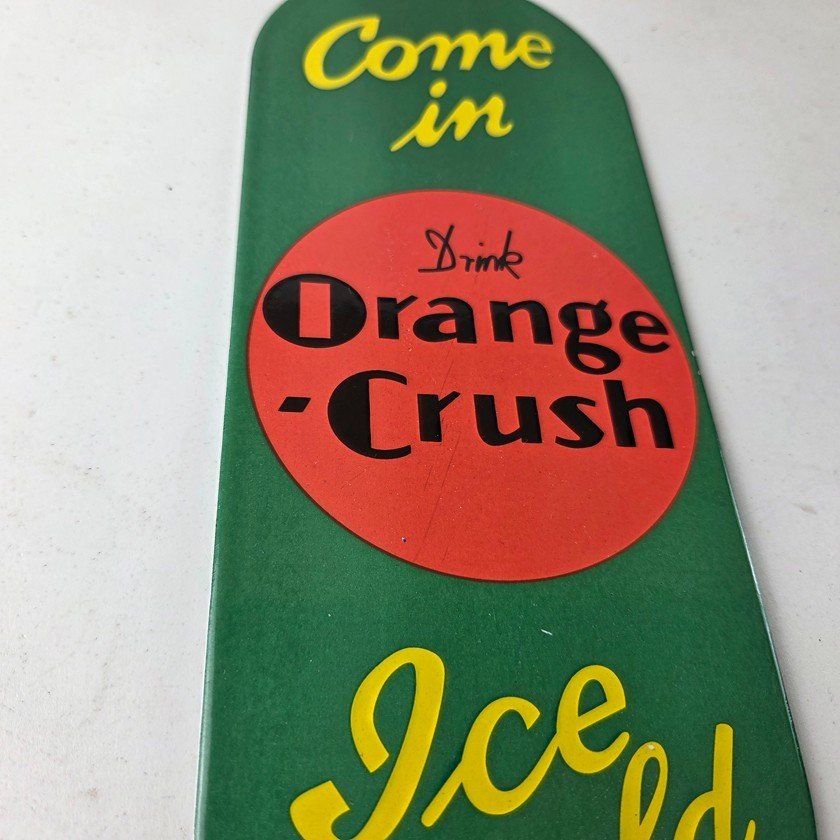 Come
in
Drink
Orange
-Crush
Ice